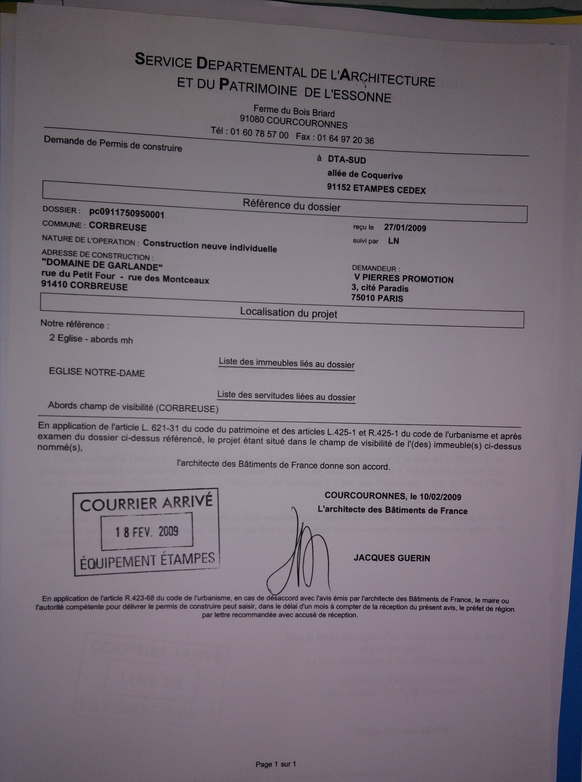 SERVICE DEPARTEMENTAL DE L'ARCHITECTURE
ET DU PATRIMOINE DE L'ESSONNE
Ferme du Bois Briard
91080 COURCOURONNES
Tél : 01 60 78 57 00 Fax : 01 64 97 20 36
Demande de Permis de construire
à DTA-SUD
allée de Coquerive
91152 ETAMPES CEDEX
Référence du dossier
DOSSIER : pc0911750950001
reçu le 27/01/2009
COMMUNE : CORBREUSE
suivi par LN
NATURE DE L'OPERATION : Construction neuve individuelle
ADRESSE DE CONSTRUCTION :
"DOMAINE DE GARLANDE"
rue du Petit Four - rue des Montceaux
91410 CORBREUSE
DEMANDEUR :
V PIERRES PROMOTION
3, cité Paradis
75010 PARIS
Localisation du projet
Notre référence :
2 Eglise - abords mh
Liste des immeubles liés au dossier
EGLISE NOTRE-DAME
Liste des servitudes liées au dossier
Abords champ de visibilité (CORBREUSE)
En application de l'article L. 621-31 du code du patrimoine et des articles L.425-1 et R.425-1 du code de l'urbanisme et après
examen du dossier ci-dessus référencé, le projet étant situé dans le champ de visibilité de l'(des) immeuble(s) ci-dessus
nommé(s),
l'architecte des Bâtiments de France donne son accord.
COURRIER ARRIVÉ
18 FEV. 2009
ÉQUIPEMENT ÉTAMPES
COURCOURONNES, le 10/02/2009
L'architecte des Bâtiments de France
JACQUES GUERIN
En application de l'article R.423-68 du code de l'urbanisme, en cas de désaccord avec l'avis émis par l'architecte des Bâtiments de France, le maire ou
l'autorité compétente pour délivrer le permis de construire peut saisir, dans le délai d'un mois à compter de la réception du présent avis, le préfet de région
par lettre recommandée avec accusé de réception.
Page 1 sur 1